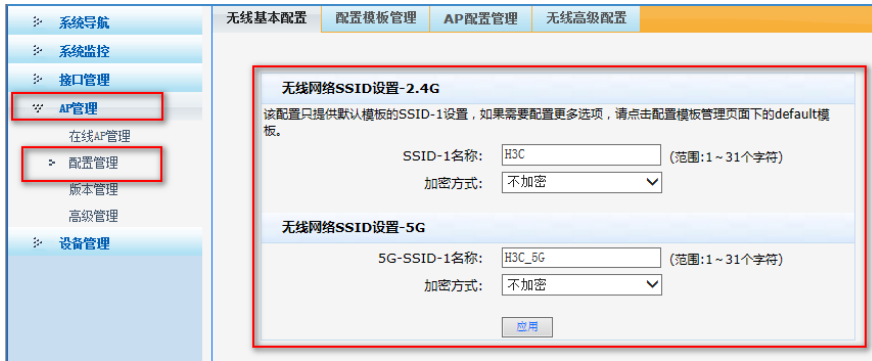 系统导航
系统监控
接口管理
AP管理
在线AP管理
配置管理
版本管理
高级管理
设备管理
无线基本配置 配置模板管理 AP配置管理 无线高级配置
无线网络SSID设置-2.4G
该配置只提供默认模板的SSID-1设置，如果需要配置更多选项，请点击配置模板管理页面下的default模
板。
SSID-1名称: H3C (范围:1～31个字符)
加密方式: 不加密
无线网络SSID设置-5G
5G-SSID-1名称: H3C_5G (范围:1～31个字符)
加密方式: 不加密
应用